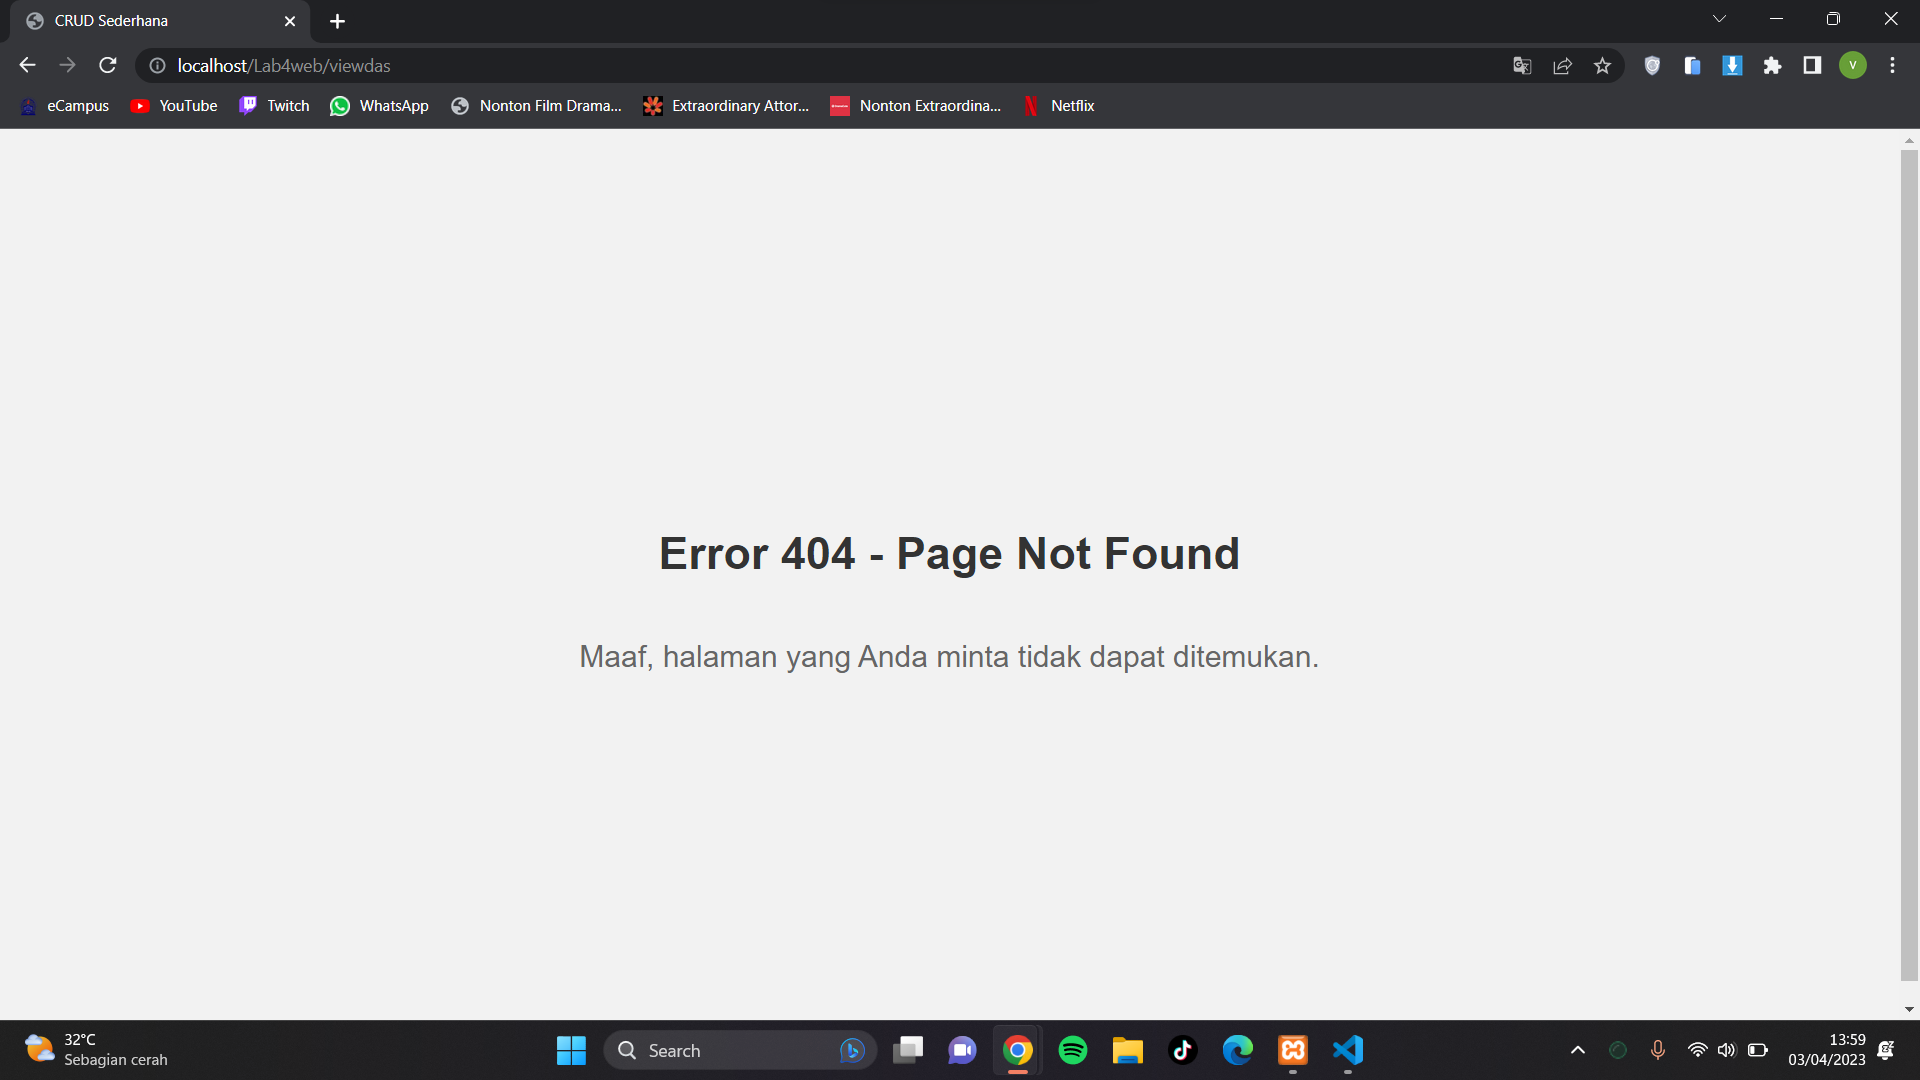 CRUD Sederhana
localhost/Lab4web/viewdas
V
eCampus YouTube Twitch WhatsApp Nonton Film Drama... Extraordinary Attor... Nonton Extraordina... Netflix
Error 404 - Page Not Found
Maaf, halaman yang Anda minta tidak dapat ditemukan.
32°C
Sebagian cerah
Search
13:59
03/04/2023